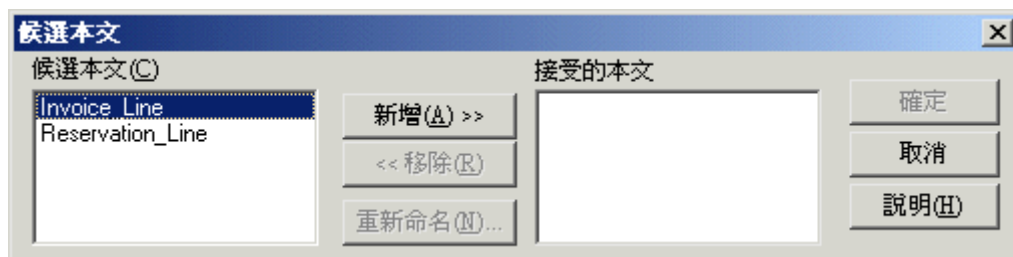 候選本文
候選本文(C)
Invoice_Line
Reservation_Line
新增(A) >>
<< 移除(R)
重新命名(N)...
接受的本文
確定
取消
說明(H)